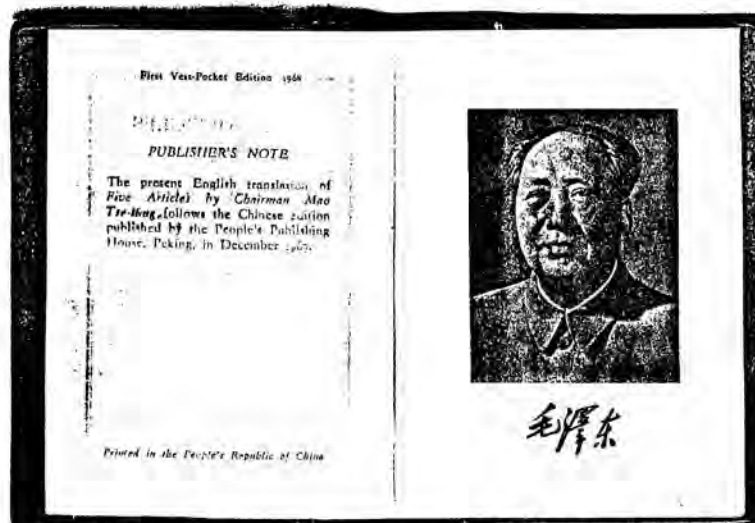 First Vest-Pocket Edition 1968
PUBLISHER'S NOTE
The present English translation of
Five Articles by Chairman Mao
Tse-tung follows the Chinese edition
published by the People's Publishing
House, Peking, in December 1967.
Printed in the People's Republic of China
毛澤东